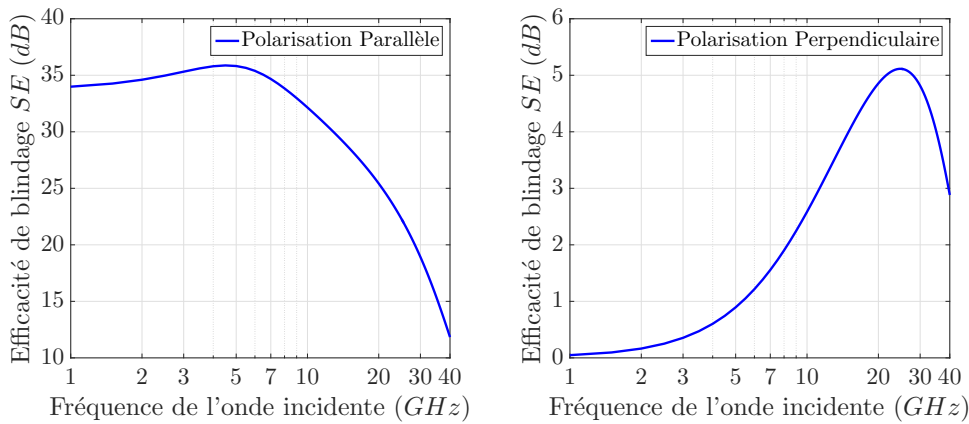 40
35
30
25
20
15
10
Efficacité de blindage SE (dB)
Polarisation Parallèle
1 2 3 5 7 10 20 30 40
Fréquence de l'onde incidente (GHz)
6
5
4
3
2
1
0
Efficacité de blindage SE (dB)
Polarisation Perpendiculaire
1 2 3 5 7 10 20 30 40
Fréquence de l'onde incidente (GHz)